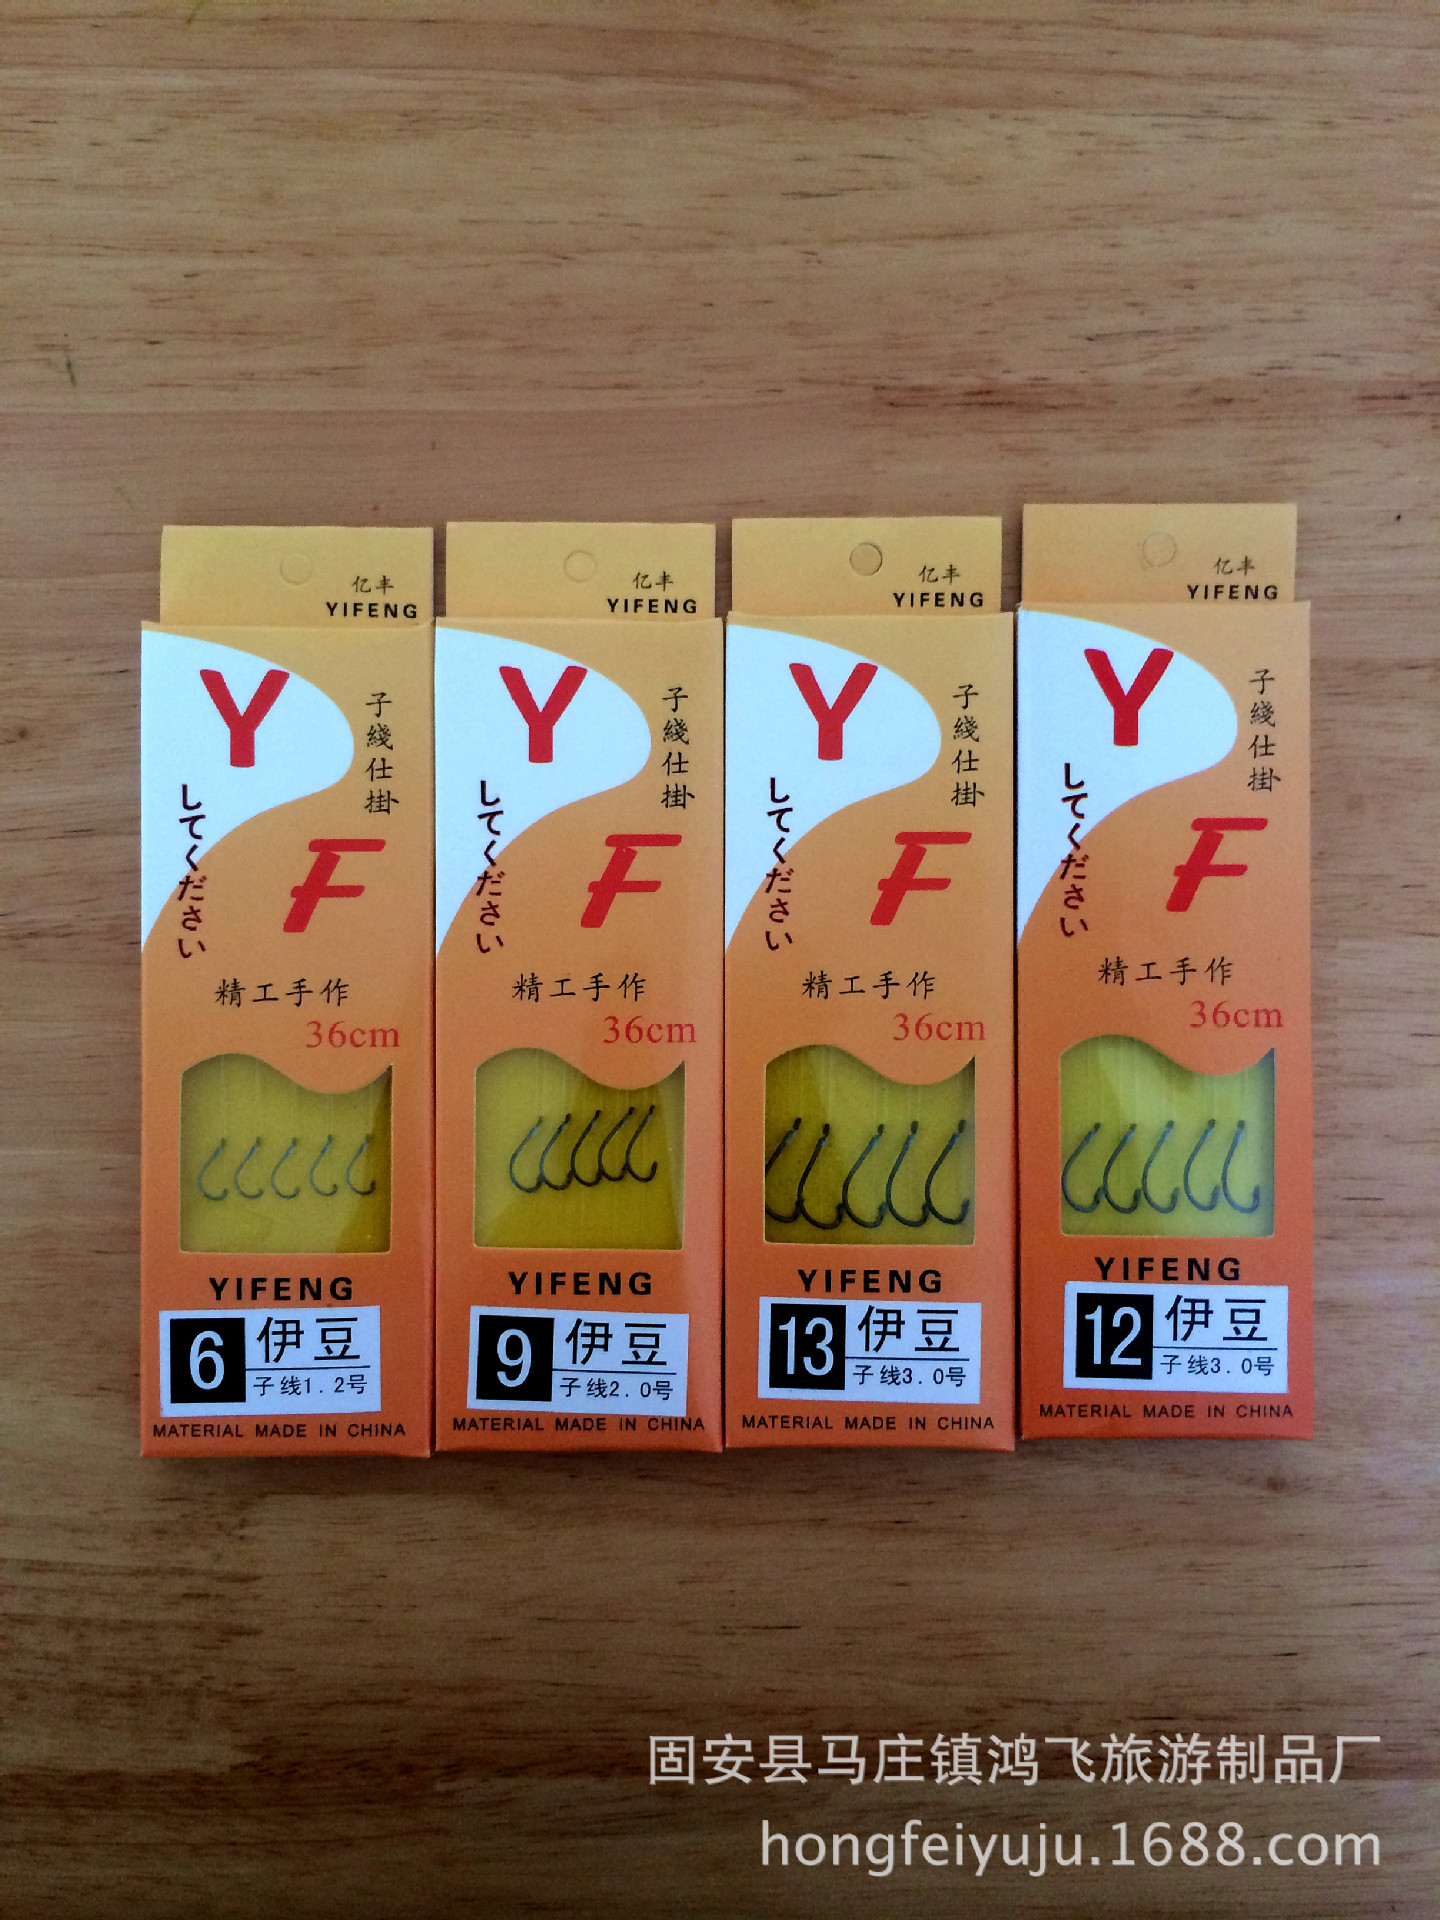 亿丰
YIFENG
Y
子綫仕掛
してください
F
精工手作
36cm
YIFENG
6
伊豆
子线1.2号
MATERIAL MADE IN CHINA
亿丰
YIFENG
Y
子綫仕掛
してください
F
精工手作
36cm
YIFENG
9
伊豆
子线2.0号
MATERIAL MADE IN CHINA
亿丰
YIFENG
Y
子綫仕掛
してください
F
精工手作
36cm
YIFENG
13
伊豆
子线3.0号
MATERIAL MADE IN CHINA
亿丰
YIFENG
Y
子綫仕掛
してください
F
精工手作
36cm
YIFENG
12
伊豆
子线3.0号
MATERIAL MADE IN CHINA
固安县马庄镇鸿飞旅游制品厂
hongfeiyuju.1688.com